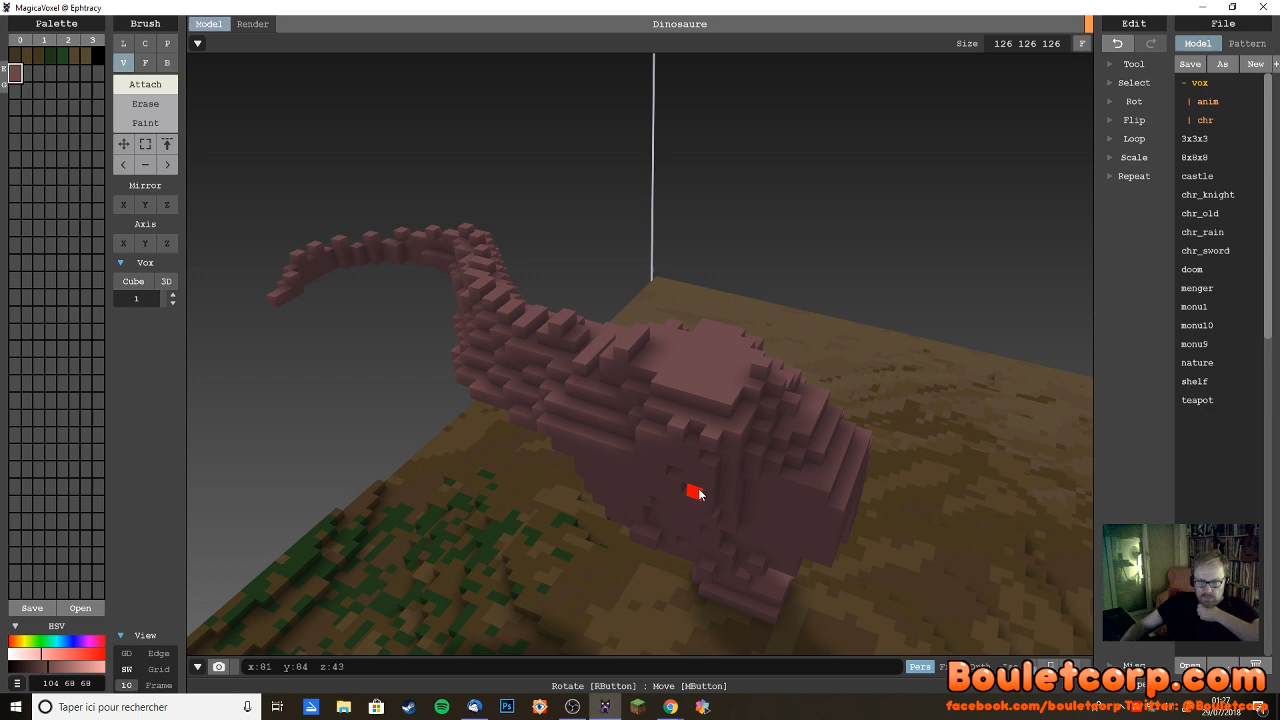 MagicaVoxel @ Ephtracy
Palette
0 1 2 3
E
G
Save Open
HSV
104 68 68
Brush
L C P
V F B
Attach
Erase
Paint
< - >
Mirror
X Y Z
Axis
X Y Z
Vox
Cube 3D
1
View
GD Edge
SW Grid
10 Frame
Model Render
Dinosaure
Size 126 126 126 F
x:81 y:84 z:43
Pers
Rotate [RButton] : Move [MButton]
Edit
Tool
Select
Rot
Flip
Loop
Scale
Repeat
File
Model Pattern
Save As New +
- vox
| anim
| chr
3x3x3
8x8x8
castle
chr_knight
chr_old
chr_rain
chr_sword
doom
menger
monu1
monu10
monu9
nature
shelf
teapot
Bouletcorp.com
facebook.com/bouletcorp Twitter: @Bouletcorp
Taper ici pour rechercher
01:27
29/07/2018